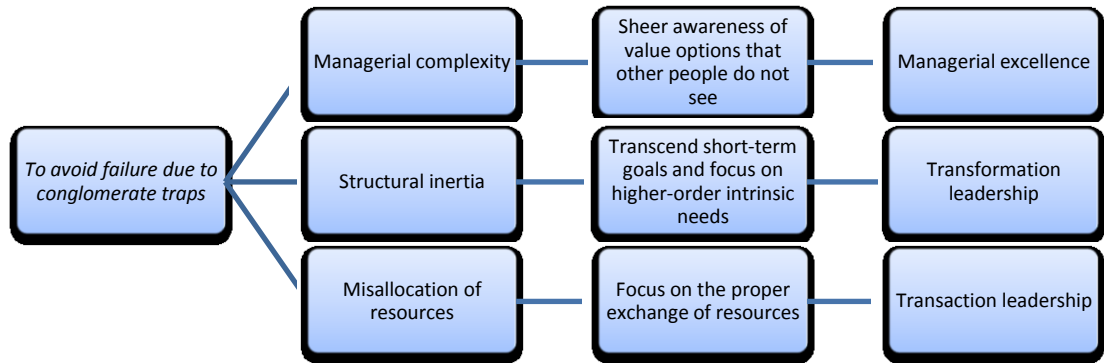 To avoid failure due to
conglomerate traps
Managerial complexity
Sheer awareness of
value options that
other people do not
see
Managerial excellence
Structural inertia
Transcend short-term
goals and focus on
higher-order intrinsic
needs
Transformation
leadership
Misallocation of
resources
Focus on the proper
exchange of resources
Transaction leadership